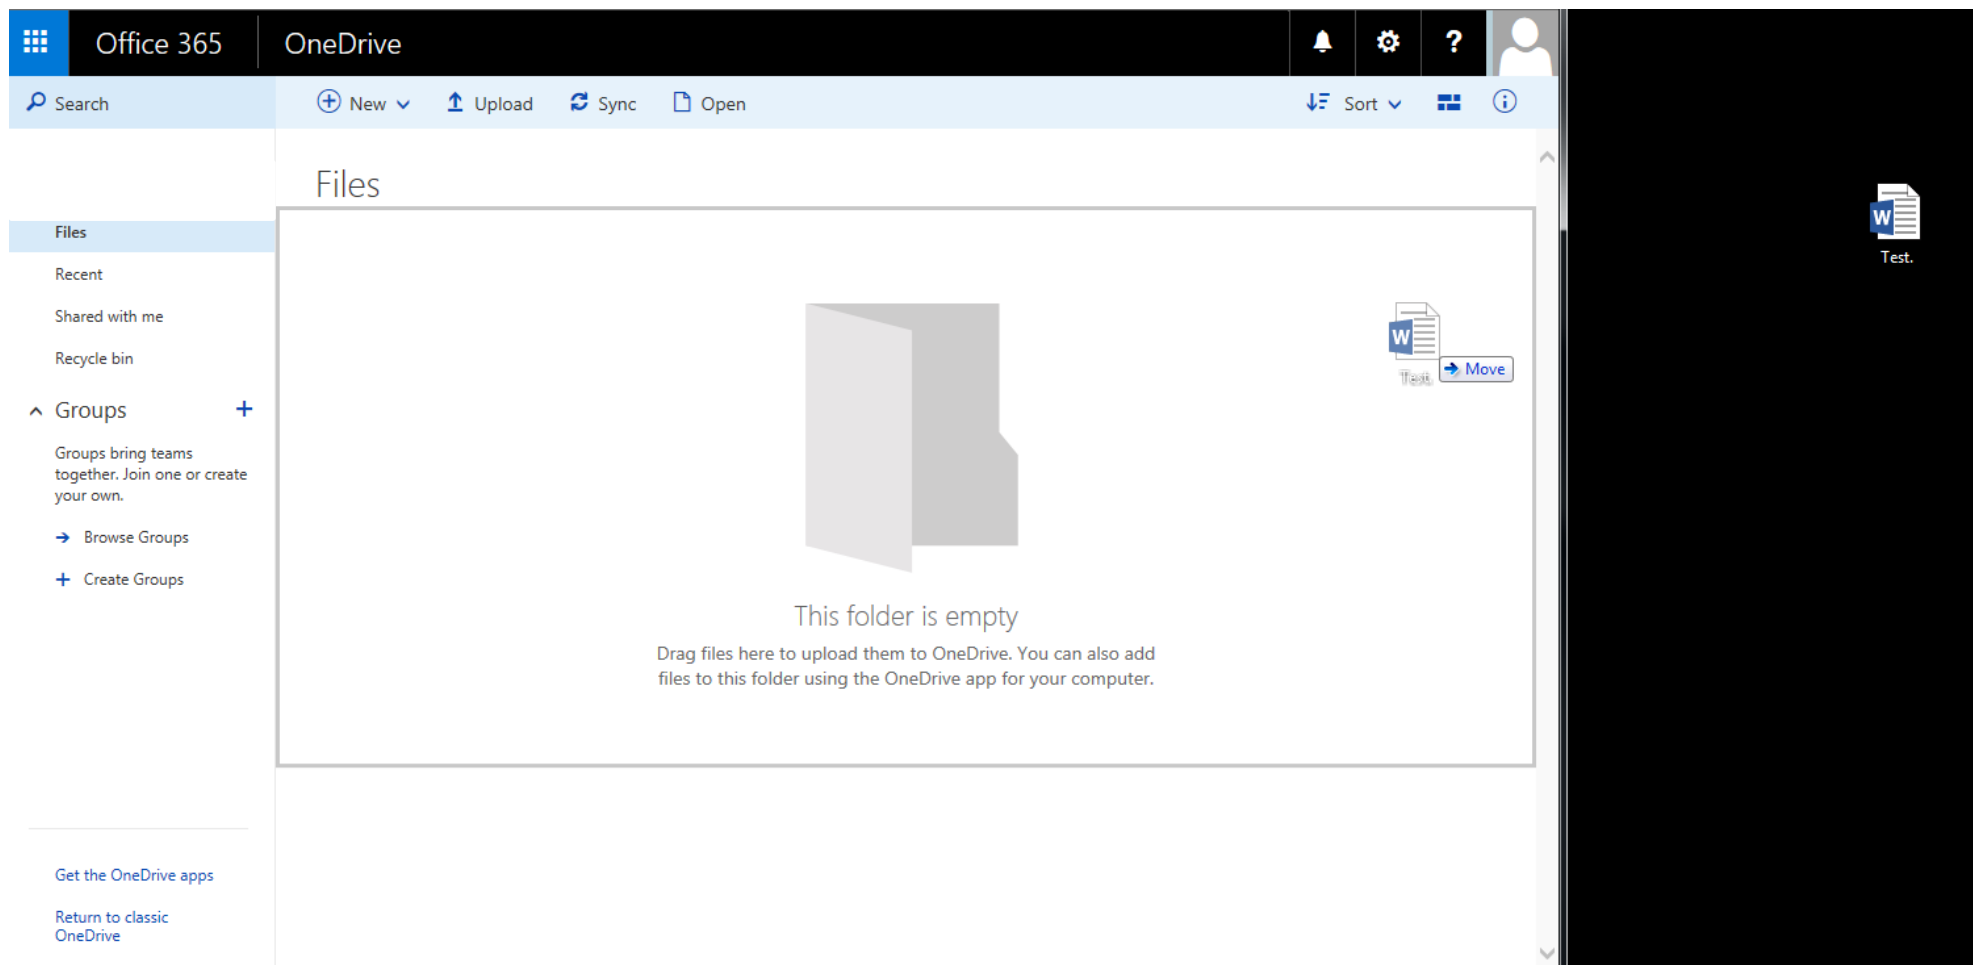 Office 365
OneDrive
?
Search
New
Upload
Sync
Open
Sort
Files
Files
Recent
Shared with me
Recycle bin
Groups
Groups bring teams
together. Join one or create
your own.
Browse Groups
Create Groups
W
Test.
Move
This folder is empty
Drag files here to upload them to OneDrive. You can also add
files to this folder using the OneDrive app for your computer.
Get the OneDrive apps
Return to classic
OneDrive
W
Test.